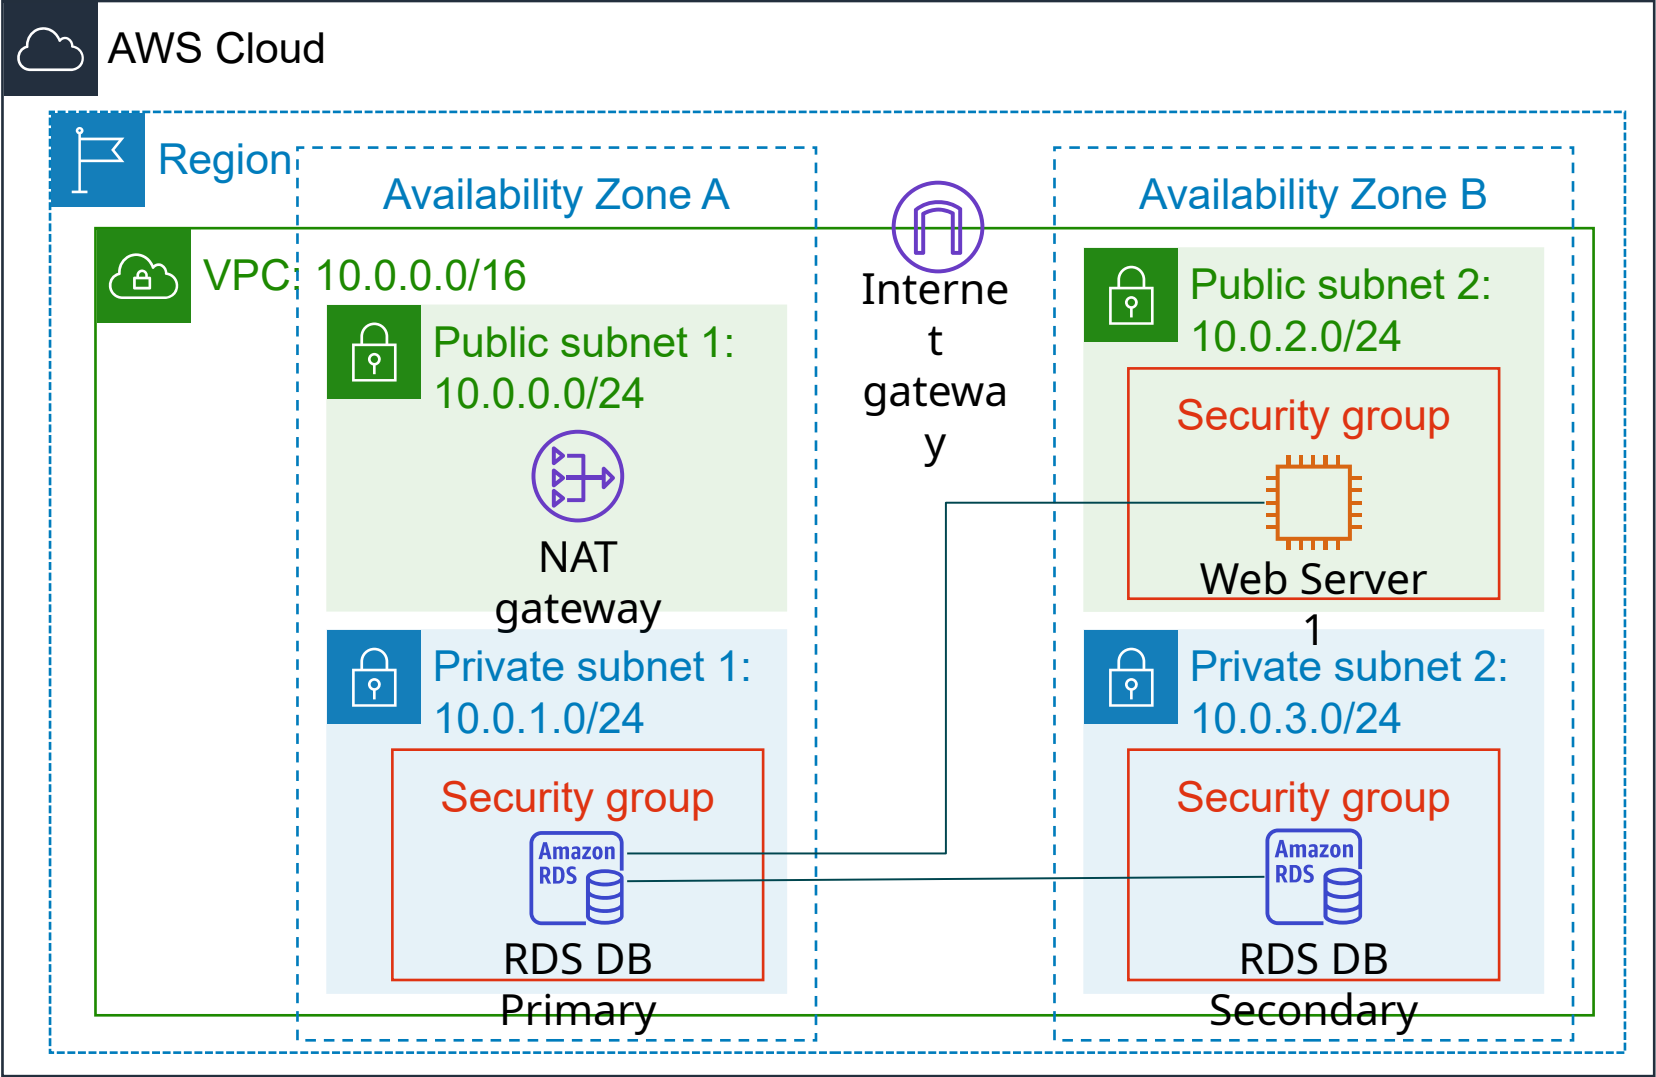 AWS Cloud
Region
Availability Zone A
Availability Zone B
VPC: 10.0.0.0/16
Interne
t
gatewa
y
Public subnet 1:
10.0.0.0/24
NAT
gateway
Public subnet 2:
10.0.2.0/24
Security group
Web Server
1
Private subnet 1:
10.0.1.0/24
Security group
Amazon
RDS
RDS DB
Primary
Private subnet 2:
10.0.3.0/24
Security group
Amazon
RDS
RDS DB
Secondary